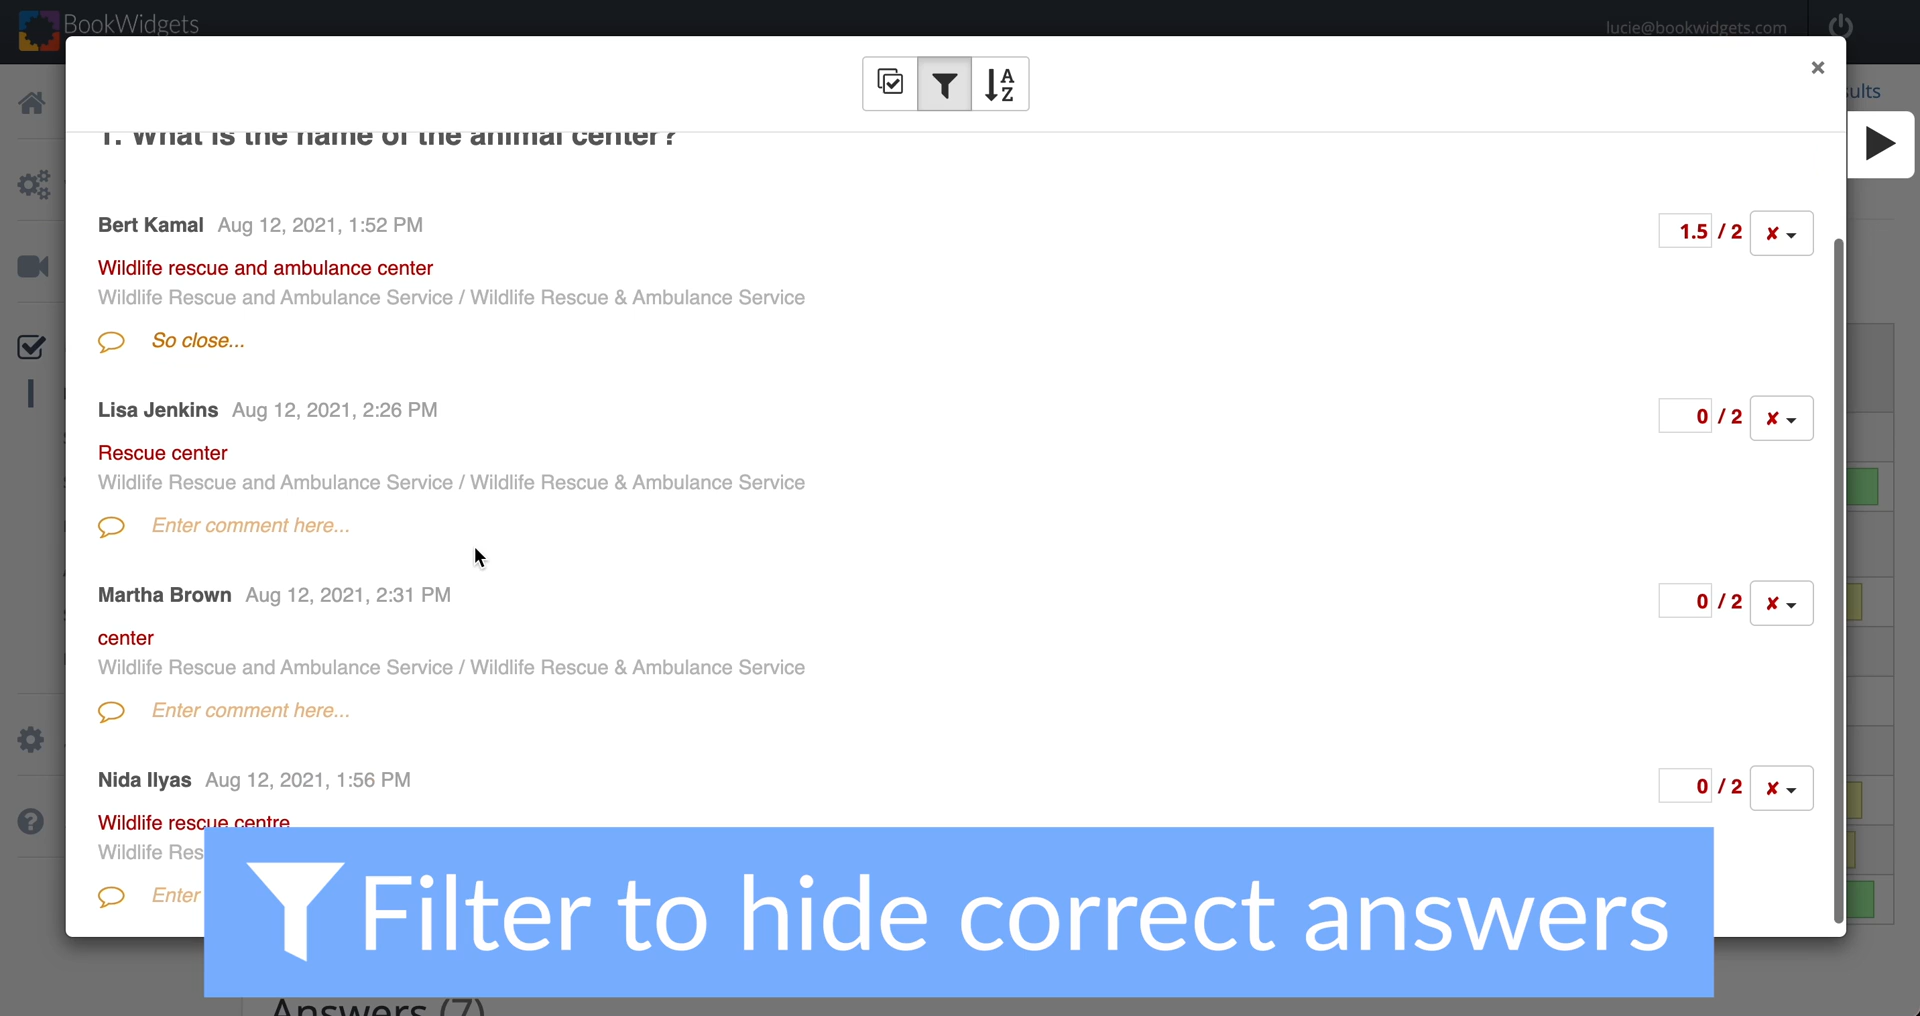 BookWidgets
lucie@bookwidgets.com
ults
1. What is the name of the animal center?
Bert Kamal Aug 12, 2021, 1:52 PM
1.5 / 2
Wildlife rescue and ambulance center
Wildlife Rescue and Ambulance Service / Wildlife Rescue & Ambulance Service
So close...
Lisa Jenkins Aug 12, 2021, 2:26 PM
0 / 2
Rescue center
Wildlife Rescue and Ambulance Service / Wildlife Rescue & Ambulance Service
Enter comment here...
Martha Brown Aug 12, 2021, 2:31 PM
0 / 2
center
Wildlife Rescue and Ambulance Service / Wildlife Rescue & Ambulance Service
Enter comment here...
Nida Ilyas Aug 12, 2021, 1:56 PM
0 / 2
Wildlife rescue centre
Wildlife Res
Enter
Filter to hide correct answers
Answers (7)